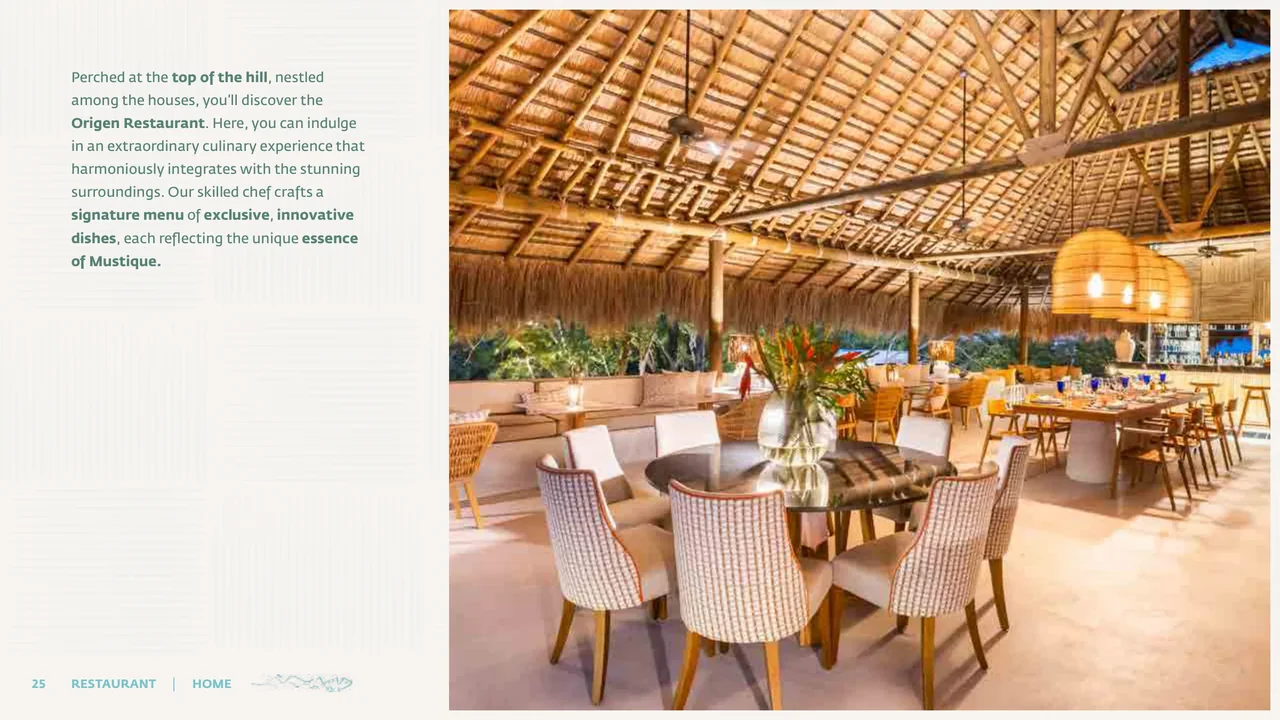 Perched at the top of the hill, nestled
among the houses, you'll discover the
Origen Restaurant. Here, you can indulge
in an extraordinary culinary experience that
harmoniously integrates with the stunning
surroundings. Our skilled chef crafts a
signature menu of exclusive, innovative
dishes, each reflecting the unique essence
of Mustique.
25 RESTAURANT | HOME